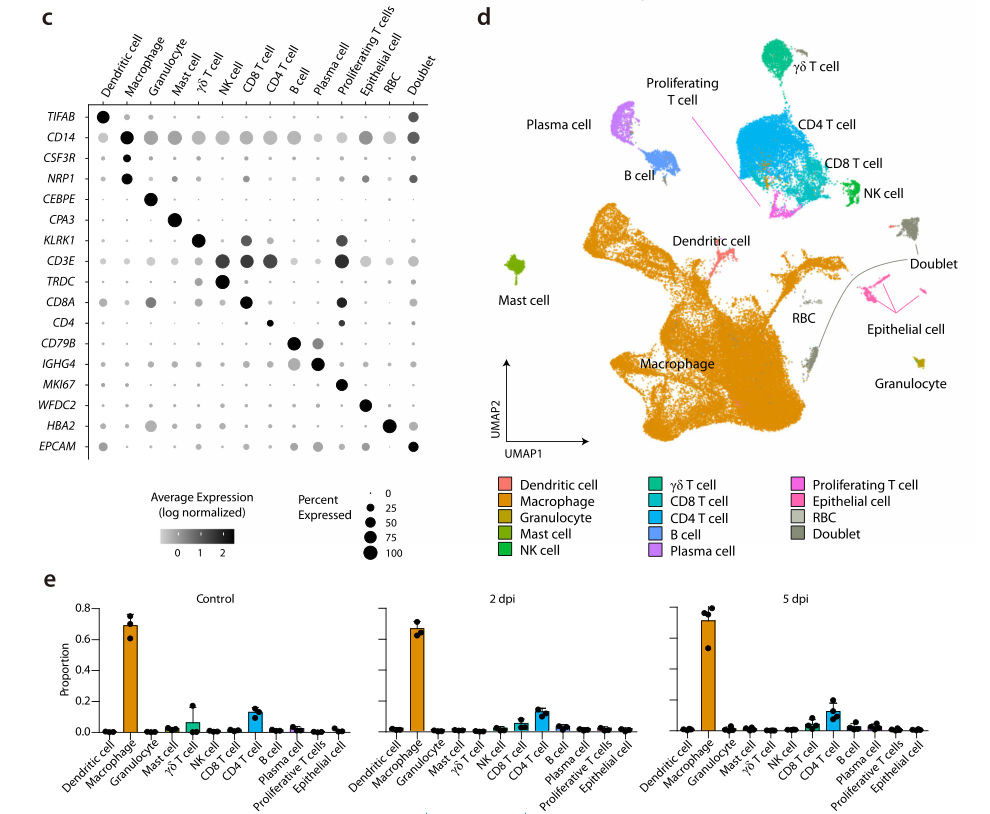 c
Dendritic cell
Macrophage
Granulocyte
Mast cell
γδ T cell
NK cell
CD8 T cell
CD4 T cell
B cell
Plasma cell
Proliferating T cells
Epithelial cell
RBC
Doublet
TIFAB
CD14
CSF3R
NRP1
CEBPE
CPA3
KLRK1
CD3E
TRDC
CD8A
CD4
CD79B
IGHG4
MKI67
WFDC2
HBA2
EPCAM
Average Expression
(log normalized)
0 1 2
Percent
Expressed
0
25
50
75
100
d
γδ T cell
Proliferating
T cell
Plasma cell
CD4 T cell
B cell
CD8 T cell
NK cell
Dendritic cell
Doublet
Mast cell
RBC
Epithelial cell
Macrophage
Granulocyte
UMAP2
UMAP1
Dendritic cell
Macrophage
Granulocyte
Mast cell
NK cell
γδ T cell
CD8 T cell
CD4 T cell
B cell
Plasma cell
Proliferating T cell
Epithelial cell
RBC
Doublet
e
Control
Proportion
0.8
0.6
0.4
0.2
0.0
Dendritic cell
Macrophage
Granulocyte
Mast cell
γδ T cell
NK cell
CD8 T cell
CD4 T cell
B cell
Plasma cell
Proliferative T cells
Epithelial cell
2 dpi
Dendritic cell
Macrophage
Granulocyte
Mast cell
γδ T cell
NK cell
CD8 T cell
CD4 T cell
B cell
Plasma cell
Proliferative T cells
Epithelial cell
5 dpi
Dendritic cell
Macrophage
Granulocyte
Mast cell
γδ T cell
NK cell
CD8 T cell
CD4 T cell
B cell
Plasma cell
Proliferative T cells
Epithelial cell